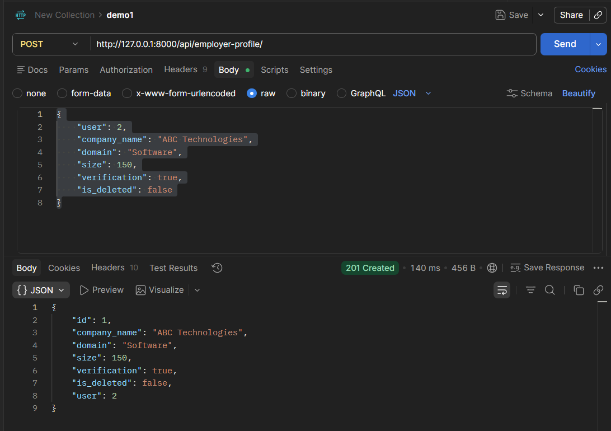 HTTP New Collection > demo1 Save Share
POST http://127.0.0.1:8000/api/employer-profile/ Send
Docs Params Authorization Headers 9 Body Scripts Settings Cookies
none form-data x-www-form-urlencoded raw binary GraphQL JSON Schema Beautify
1 {
2 "user": 2,
3 "company_name": "ABC Technologies",
4 "domain": "Software",
5 "size": 150,
6 "verification": true,
7 "is_deleted": false
8 }
Body Cookies Headers 10 Test Results 201 Created • 140 ms • 456 B • Save Response •••
{} JSON Preview Visualize
1 {
2 "id": 1,
3 "company_name": "ABC Technologies",
4 "domain": "Software",
5 "size": 150,
6 "verification": true,
7 "is_deleted": false,
8 "user": 2
9 }